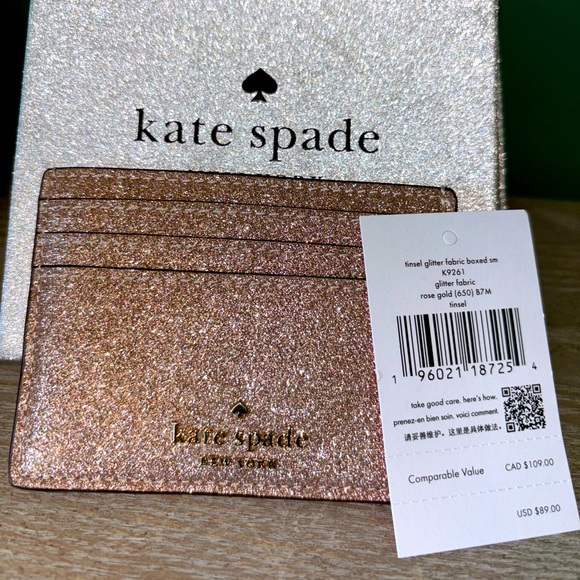 kate spade
NEW YORK
tinsel glitter fabric boxed sm
K9261
glitter fabric
rose gold (650) B7M
tinsel
1 96021 18725 4
take good care. here's how.
prenez-en bien soin. voici comment.
请妥善维护。这里是具体做法。
Comparable Value CAD $109.00
USD $89.00
kate spade
NEW YORK